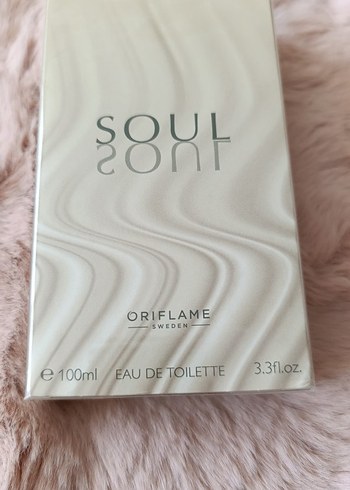 SOUL
SOUL
ORIFLAME
SWEDEN
℮ 100ml EAU DE TOILETTE 3.3fl.oz.